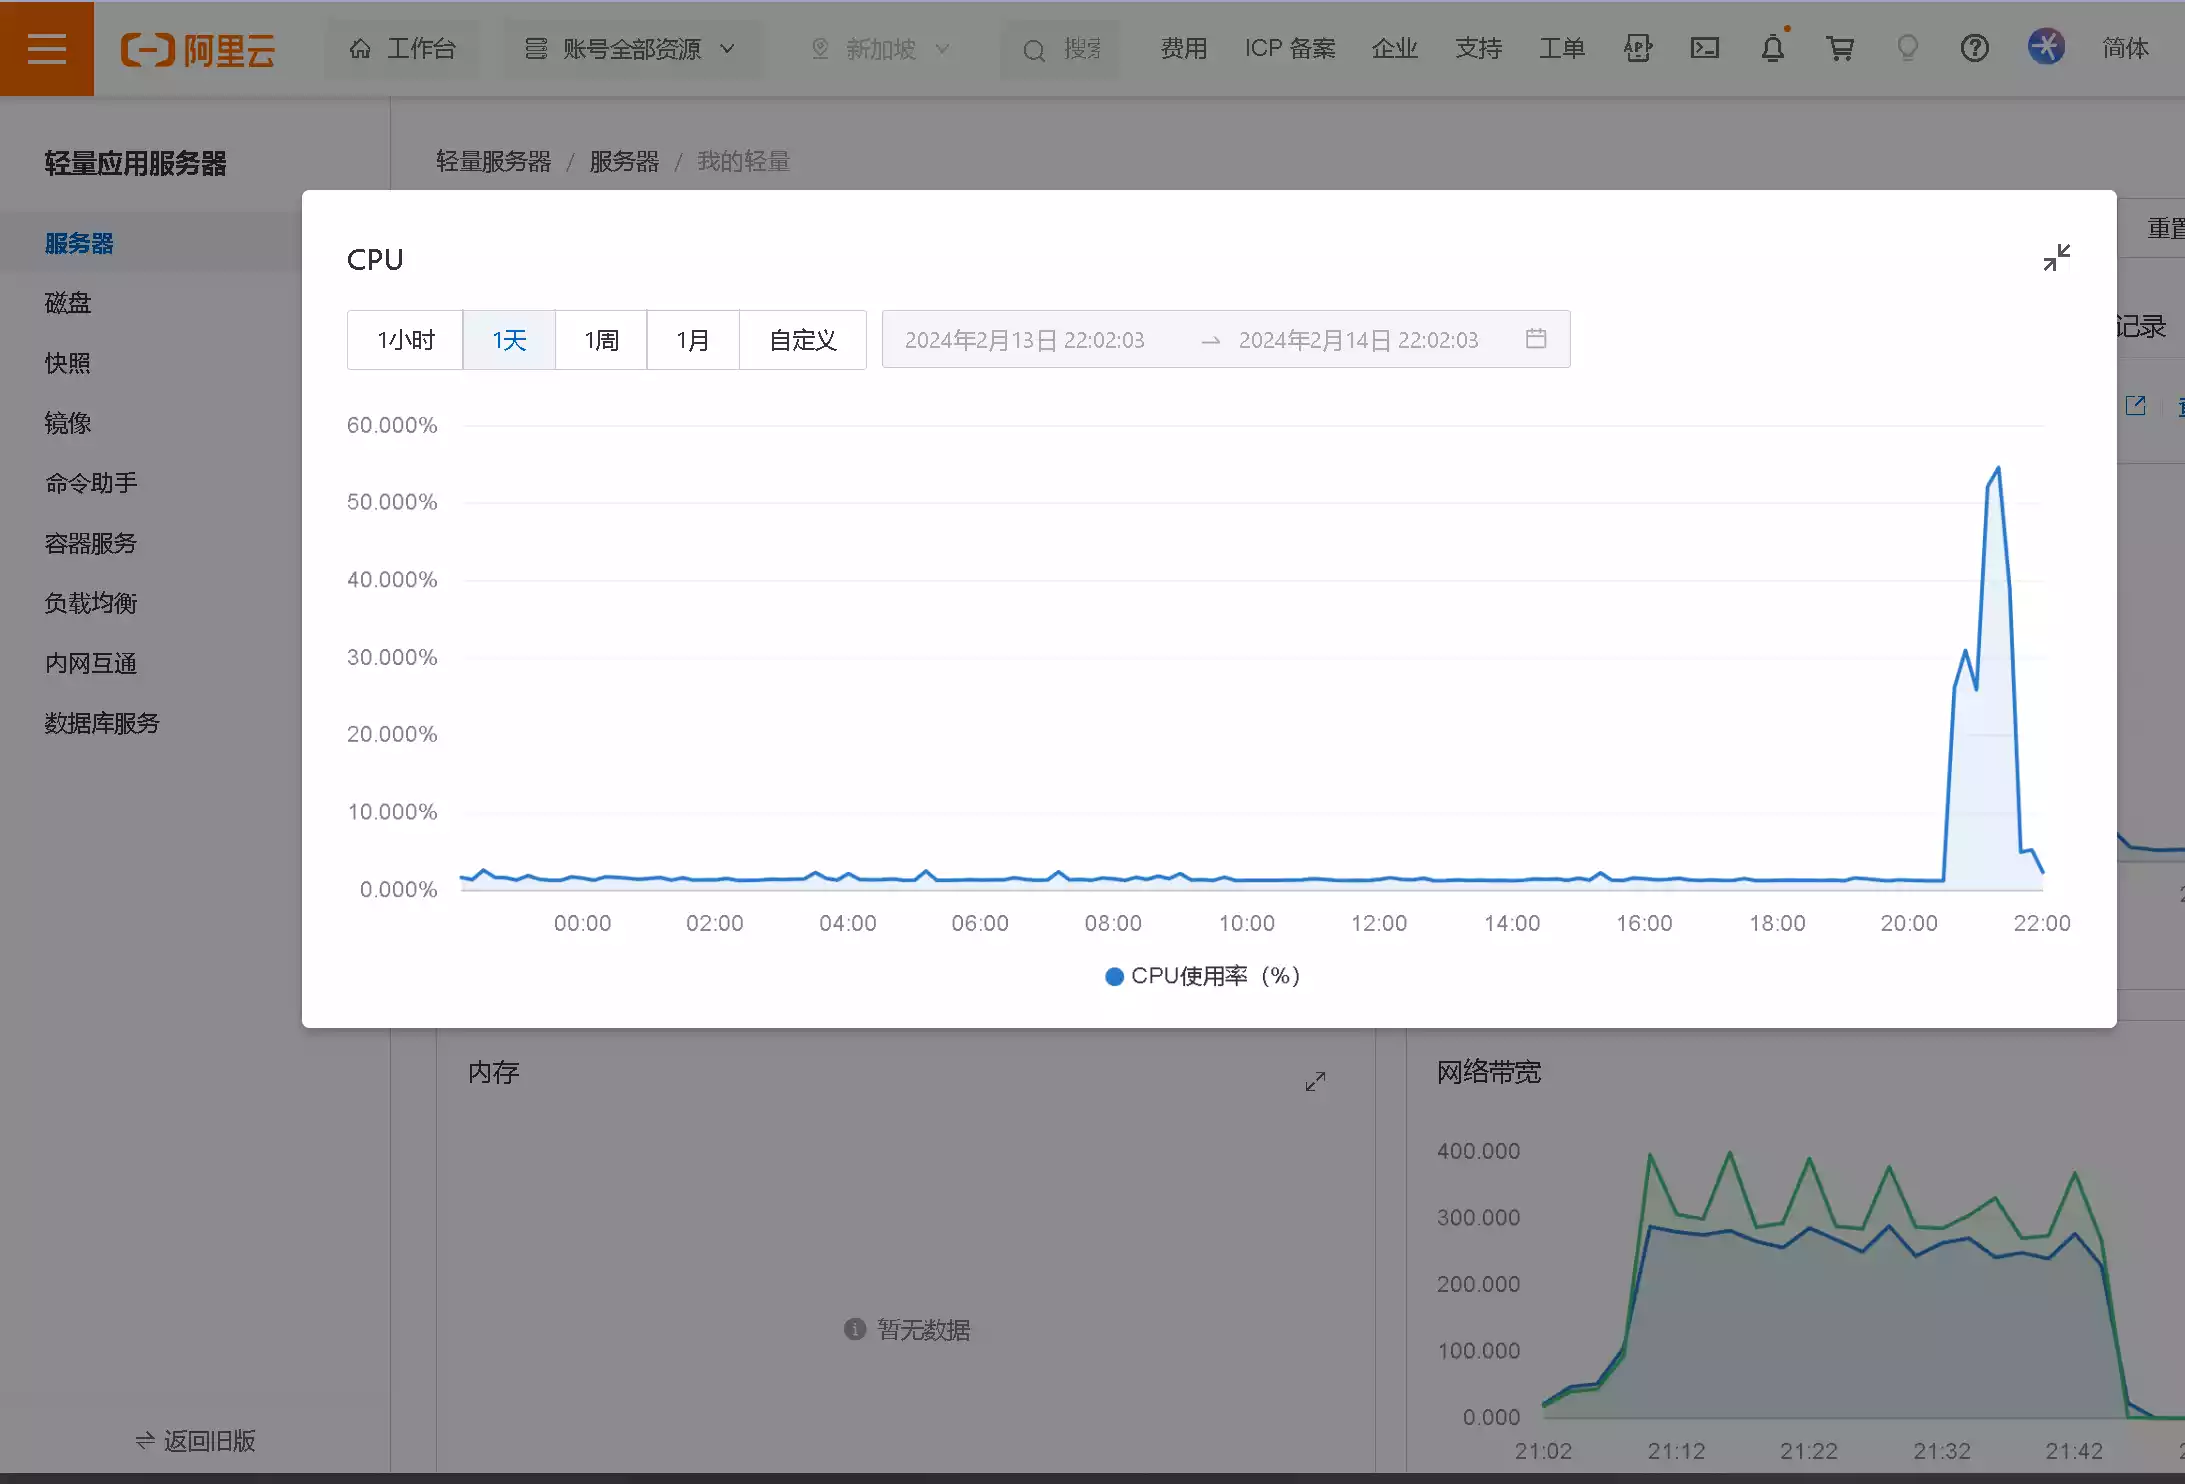 阿里云 工作台 账号全部资源 新加坡 搜索 费用 ICP 备案 企业 支持 工单 简体
轻量应用服务器
轻量服务器 / 服务器 / 我的轻量
服务器
磁盘
快照
镜像
命令助手
容器服务
负载均衡
内网互通
数据库服务
返回旧版
重置
记录
CPU
1小时 1天 1周 1月 自定义 2024年2月13日 22:02:03 → 2024年2月14日 22:02:03
60.000%
50.000%
40.000%
30.000%
20.000%
10.000%
0.000%
00:00 02:00 04:00 06:00 08:00 10:00 12:00 14:00 16:00 18:00 20:00 22:00
CPU使用率 (%)
内存
暂无数据
网络带宽
400.000
300.000
200.000
100.000
0.000
21:02 21:12 21:22 21:32 21:42